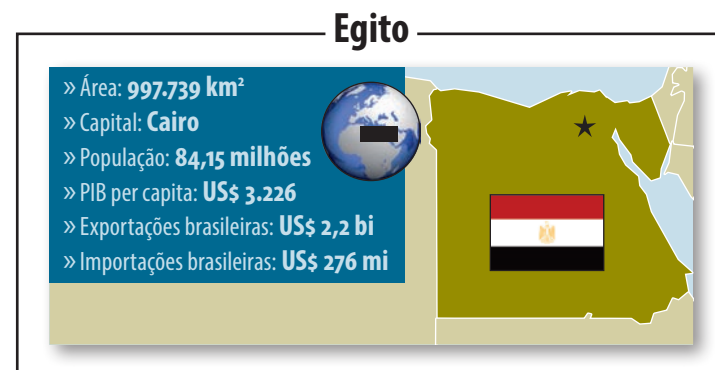 Egito
» Área: 997.739 km²
» Capital: Cairo
» População: 84,15 milhões
» PIB per capita: US$ 3.226
» Exportações brasileiras: US$ 2,2 bi
» Importações brasileiras: US$ 276 mi